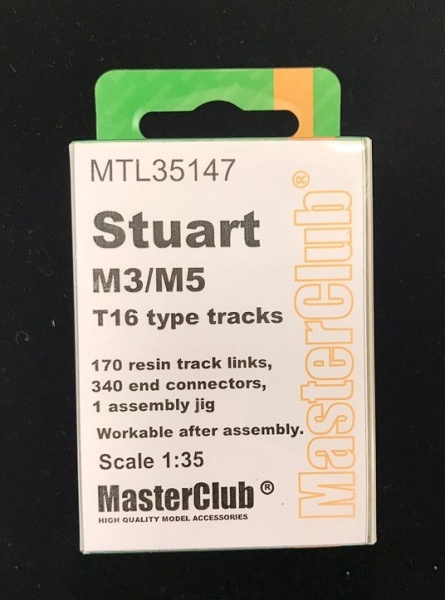 MTL35147
Stuart
M3/M5
T16 type tracks
170 resin track links,
340 end connectors,
1 assembly jig
Workable after assembly.
Scale 1:35
MasterClub ®
HIGH QUALITY MODEL ACCESSORIES
MasterClub®